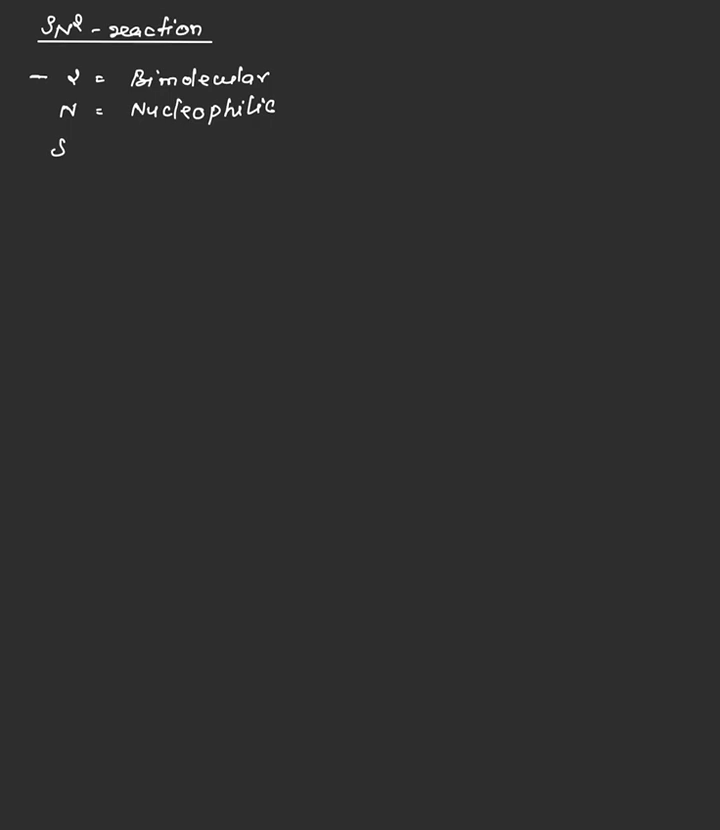 SN2 - reaction
- 2 = Bimolecular
N = Nucleophilic
S